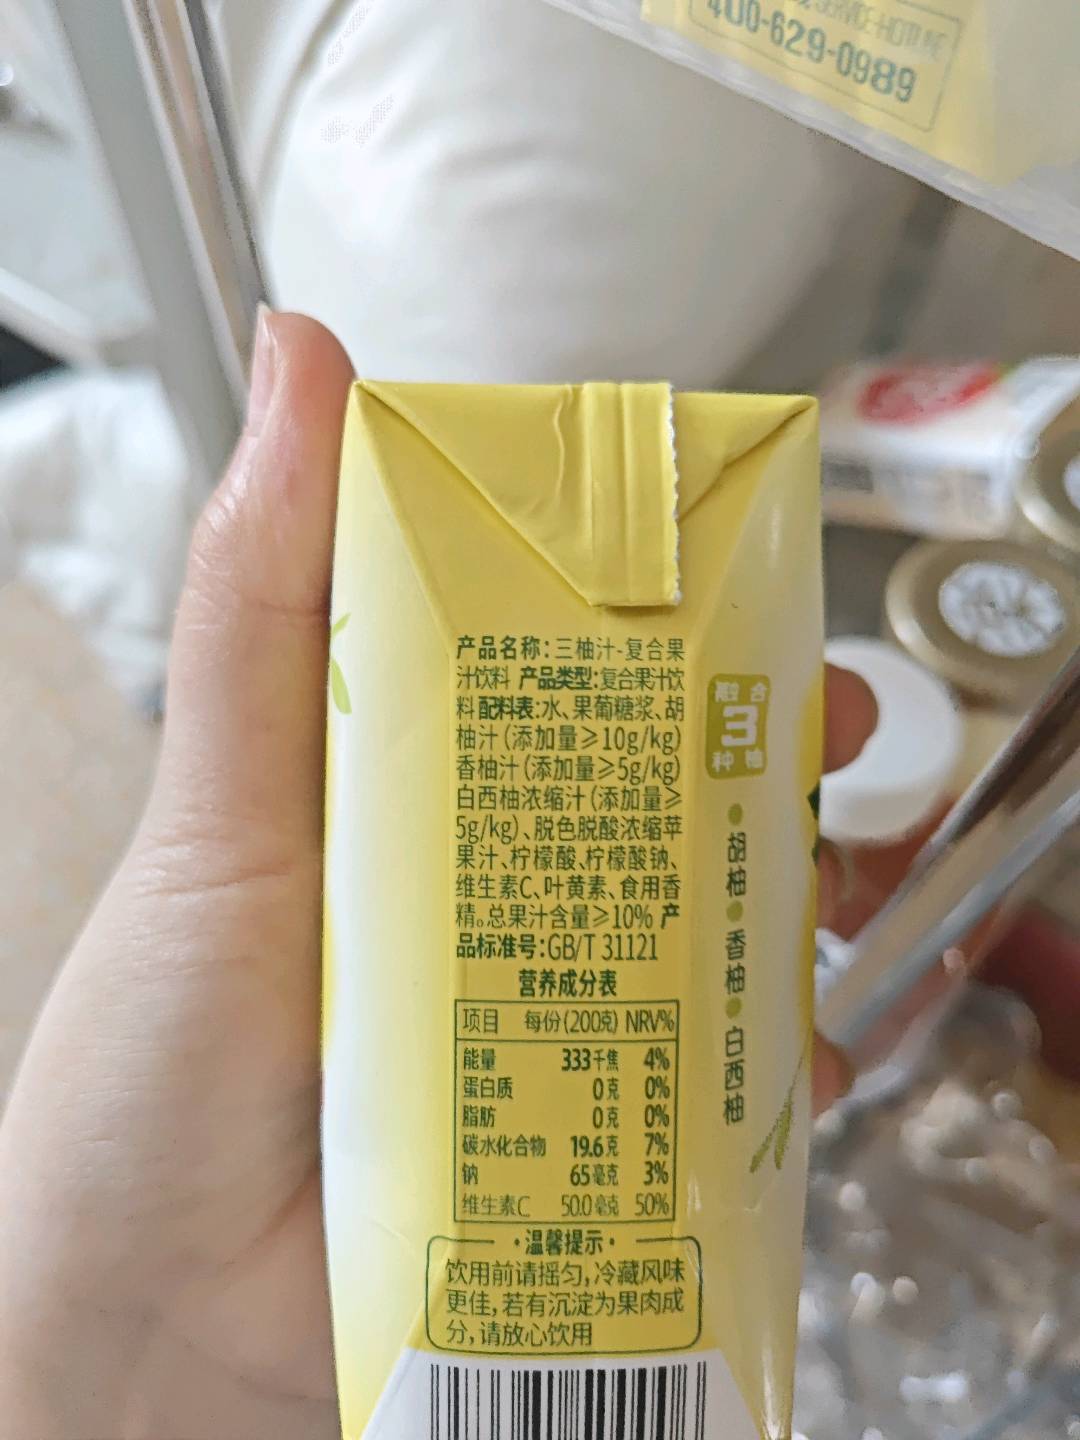 400-629-0989
产品名称:三柚汁-复合果
汁饮料 产品类型:复合果汁饮
料 配料表:水、果葡糖浆、胡
柚汁(添加量≥10g/kg)
香柚汁(添加量≥5g/kg)
白西柚浓缩汁(添加量≥
5g/kg)、脱色脱酸浓缩苹
果汁、柠檬酸、柠檬酸钠、
维生素C、叶黄素、食用香
精。总果汁含量≥10% 产
品标准号:GB/T 31121
营养成分表
项目 每份(200克) NRV%
能量 333千焦 4%
蛋白质 0克 0%
脂肪 0克 0%
碳水化合物 19.6克 7%
钠 65毫克 3%
维生素C 50.0毫克 50%
·温馨提示·
饮用前请摇匀,冷藏风味
更佳,若有沉淀为果肉成
分,请放心饮用
融合
3
种柚
●胡柚●香柚●白西柚